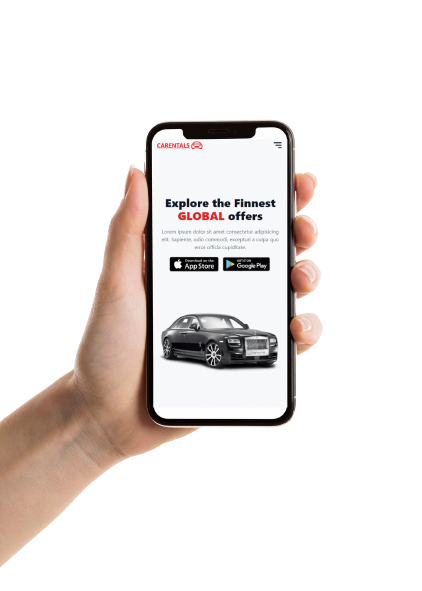 CARENTALS
Explore the Finnest
GLOBAL offers
Lorem ipsum dolor sit amet consectetur adipisicing
elit. Sapiente, odio commodi, excepturi a culpa quo
error officia cupiditate.
Download on the
App Store
GET IT ON
Google Play